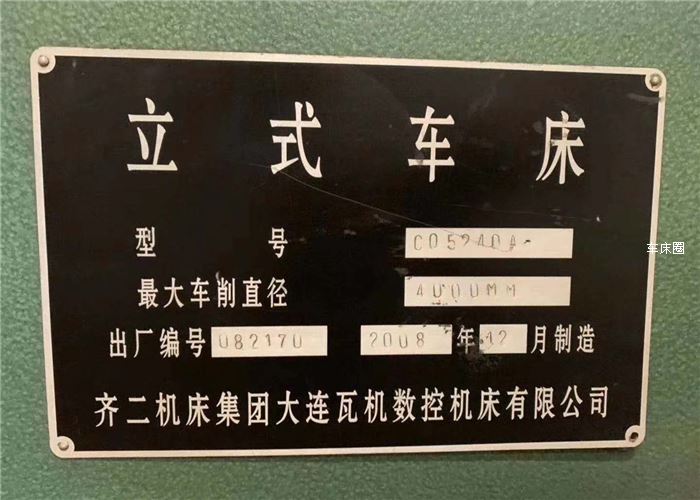 立式车床
型号 CQ5240A
最大车削直径 4000MM
出厂编号 082170 2008 年 12 月制造
齐二机床集团大连瓦机数控机床有限公司
车床圈